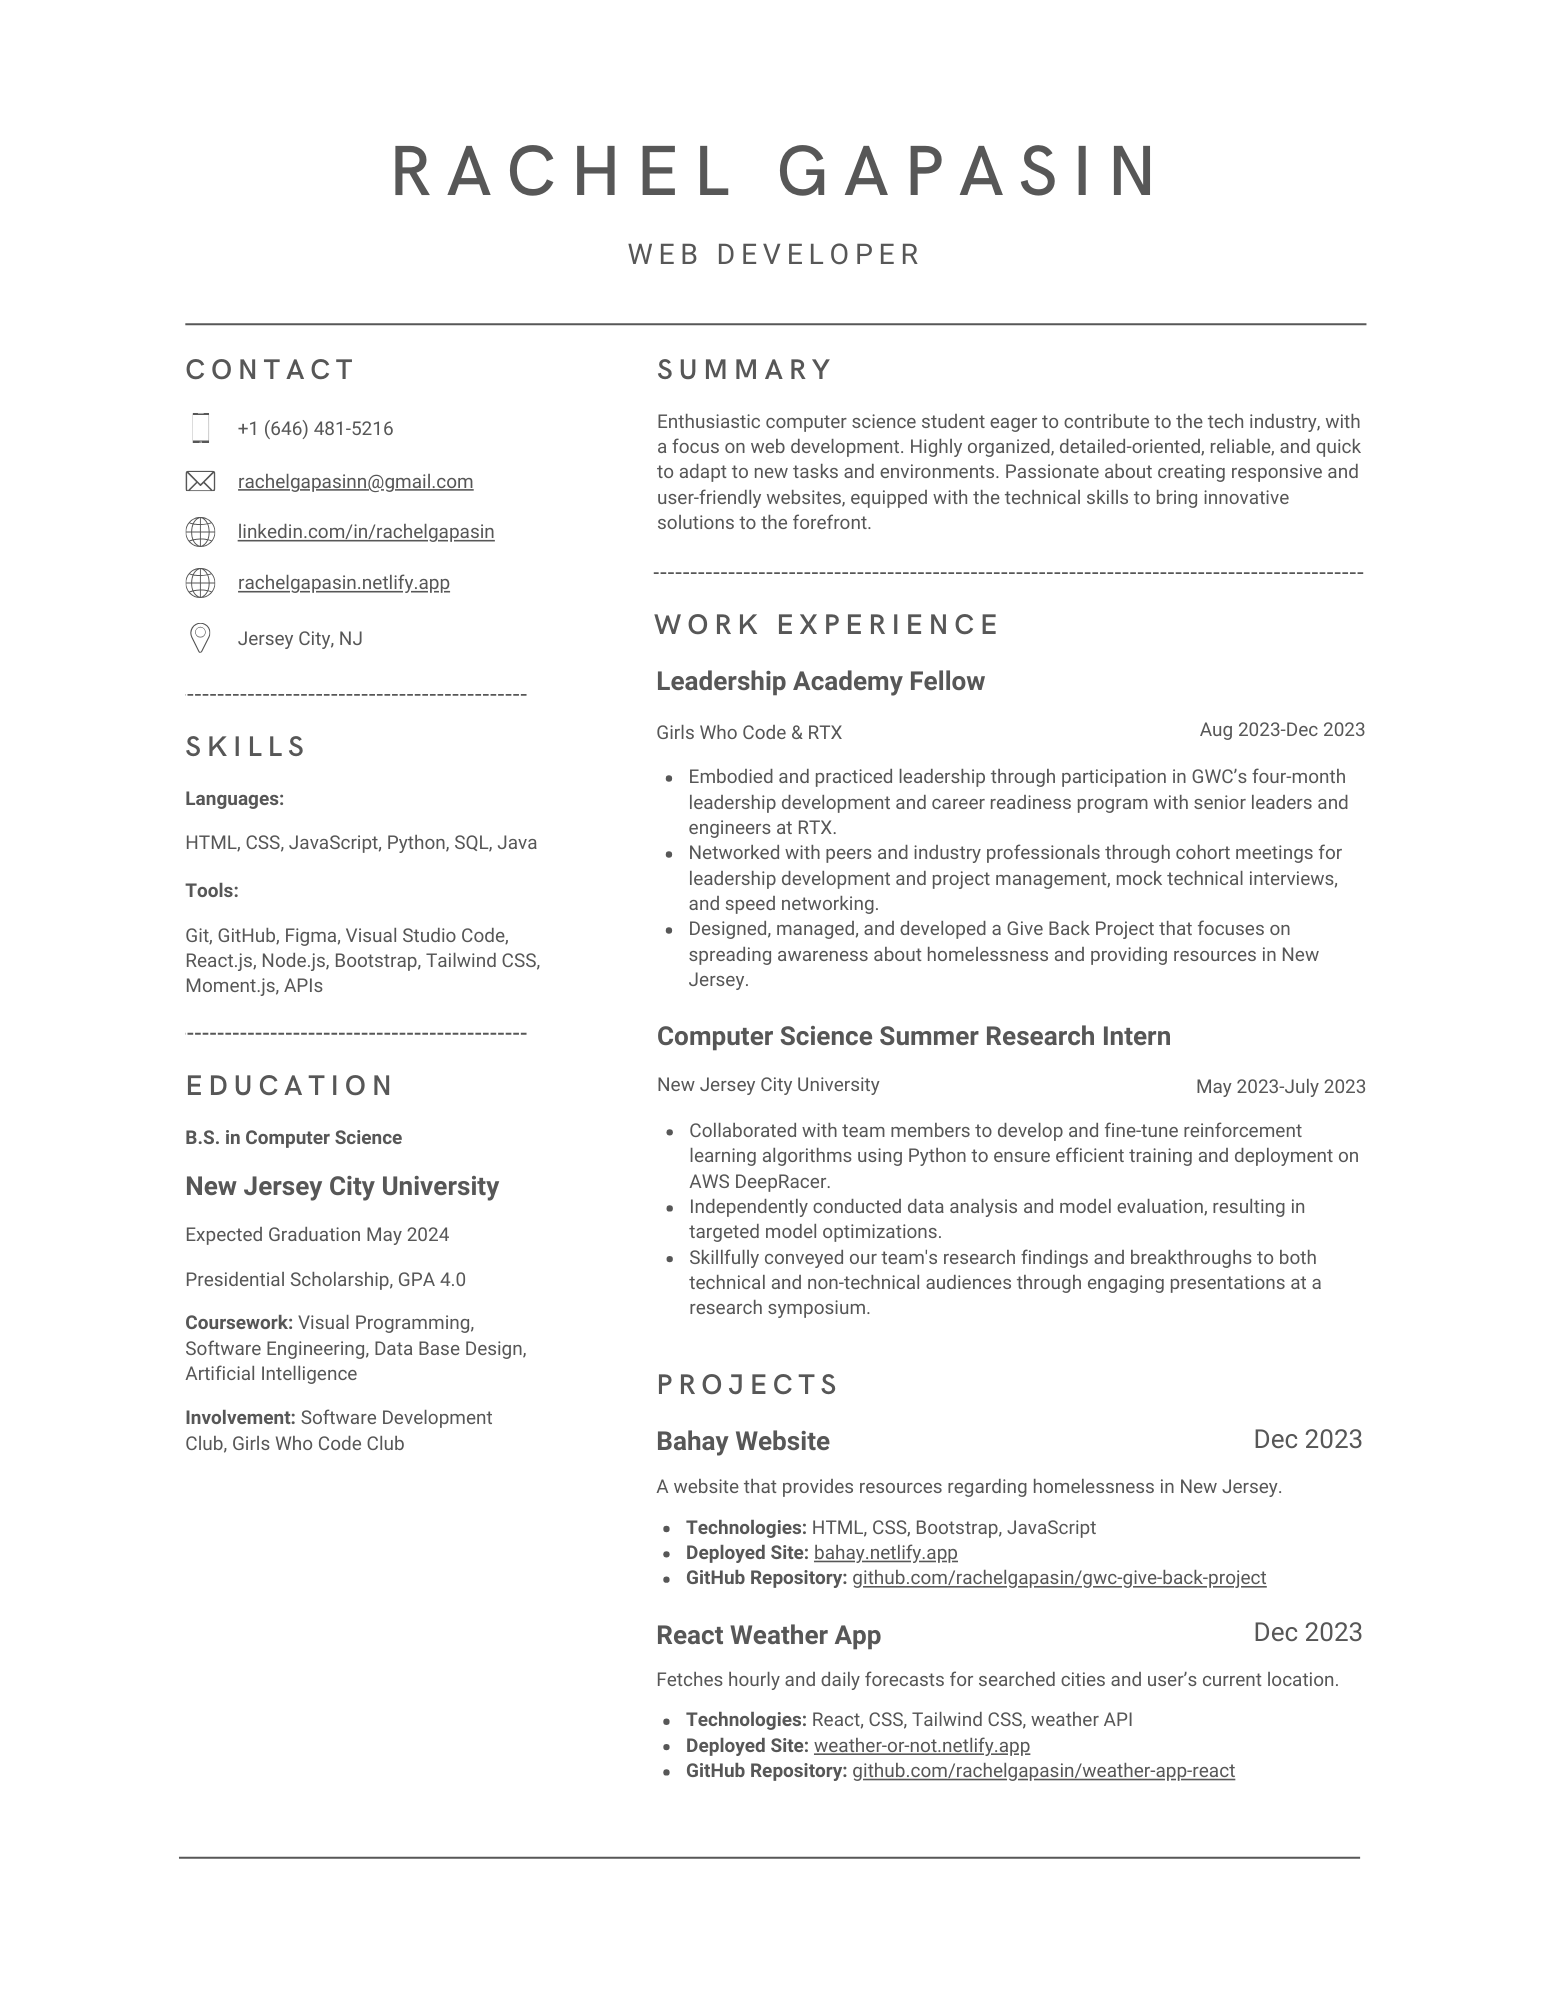 RACHEL GAPASIN
WEB DEVELOPER
CONTACT
+1 (646) 481-5216
rachelgapasinn@gmail.com
linkedin.com/in/rachelgapasin
rachelgapasin.netlify.app
Jersey City, NJ
SKILLS
Languages:
HTML, CSS, JavaScript, Python, SQL, Java
Tools:
Git, GitHub, Figma, Visual Studio Code,
React.js, Node.js, Bootstrap, Tailwind CSS,
Moment.js, APIs
EDUCATION
B.S. in Computer Science
New Jersey City University
Expected Graduation May 2024
Presidential Scholarship, GPA 4.0
Coursework: Visual Programming,
Software Engineering, Data Base Design,
Artificial Intelligence
Involvement: Software Development
Club, Girls Who Code Club
SUMMARY
Enthusiastic computer science student eager to contribute to the tech industry, with
a focus on web development. Highly organized, detailed-oriented, reliable, and quick
to adapt to new tasks and environments. Passionate about creating responsive and
user-friendly websites, equipped with the technical skills to bring innovative
solutions to the forefront.
WORK EXPERIENCE
Leadership Academy Fellow
Girls Who Code & RTX Aug 2023-Dec 2023
• Embodied and practiced leadership through participation in GWC’s four-month
leadership development and career readiness program with senior leaders and
engineers at RTX.
• Networked with peers and industry professionals through cohort meetings for
leadership development and project management, mock technical interviews,
and speed networking.
• Designed, managed, and developed a Give Back Project that focuses on
spreading awareness about homelessness and providing resources in New
Jersey.
Computer Science Summer Research Intern
New Jersey City University May 2023-July 2023
• Collaborated with team members to develop and fine-tune reinforcement
learning algorithms using Python to ensure efficient training and deployment on
AWS DeepRacer.
• Independently conducted data analysis and model evaluation, resulting in
targeted model optimizations.
• Skillfully conveyed our team's research findings and breakthroughs to both
technical and non-technical audiences through engaging presentations at a
research symposium.
PROJECTS
Bahay Website Dec 2023
A website that provides resources regarding homelessness in New Jersey.
• Technologies: HTML, CSS, Bootstrap, JavaScript
• Deployed Site: bahay.netlify.app
• GitHub Repository: github.com/rachelgapasin/gwc-give-back-project
React Weather App Dec 2023
Fetches hourly and daily forecasts for searched cities and user’s current location.
• Technologies: React, CSS, Tailwind CSS, weather API
• Deployed Site: weather-or-not.netlify.app
• GitHub Repository: github.com/rachelgapasin/weather-app-react